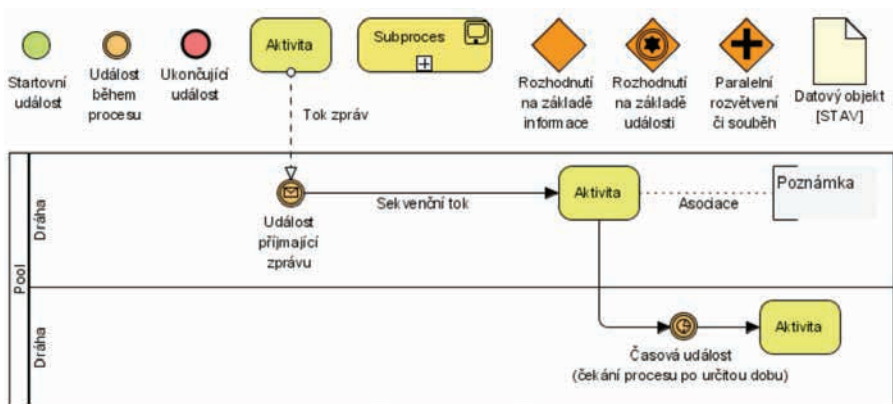 Startovní
událost
Událost
během
procesu
Ukončující
událost
Aktivita
Tok zpráv
Subproces
Rozhodnutí
na základě
informace
Rozhodnutí
na základě
události
Paralelní
rozvětvení
či souběh
Datový objekt
[STAV]
Pool
Dráha
Událost
příjmající
zprávu
Sekvenční tok
Aktivita
Asociace
Poznámka
Dráha
Časová událost
(čekání procesu po určitou dobu)
Aktivita